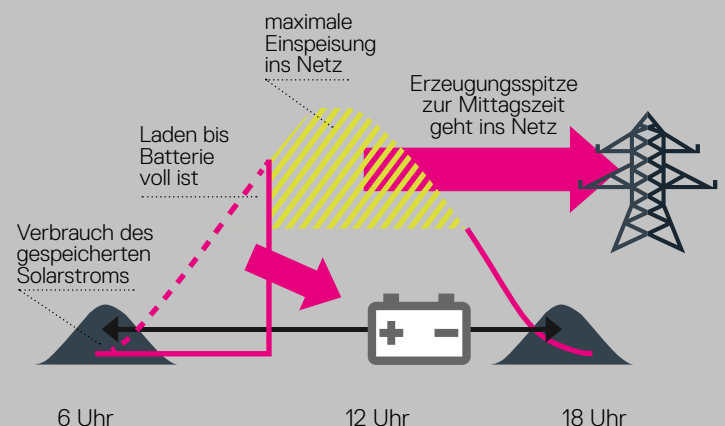 maximale
Einspeisung
ins Netz
Erzeugungsspitze
zur Mittagszeit
geht ins Netz
Laden bis
Batterie
voll ist
Verbrauch des
gespeicherten
Solarstroms
+ −
6 Uhr
12 Uhr
18 Uhr